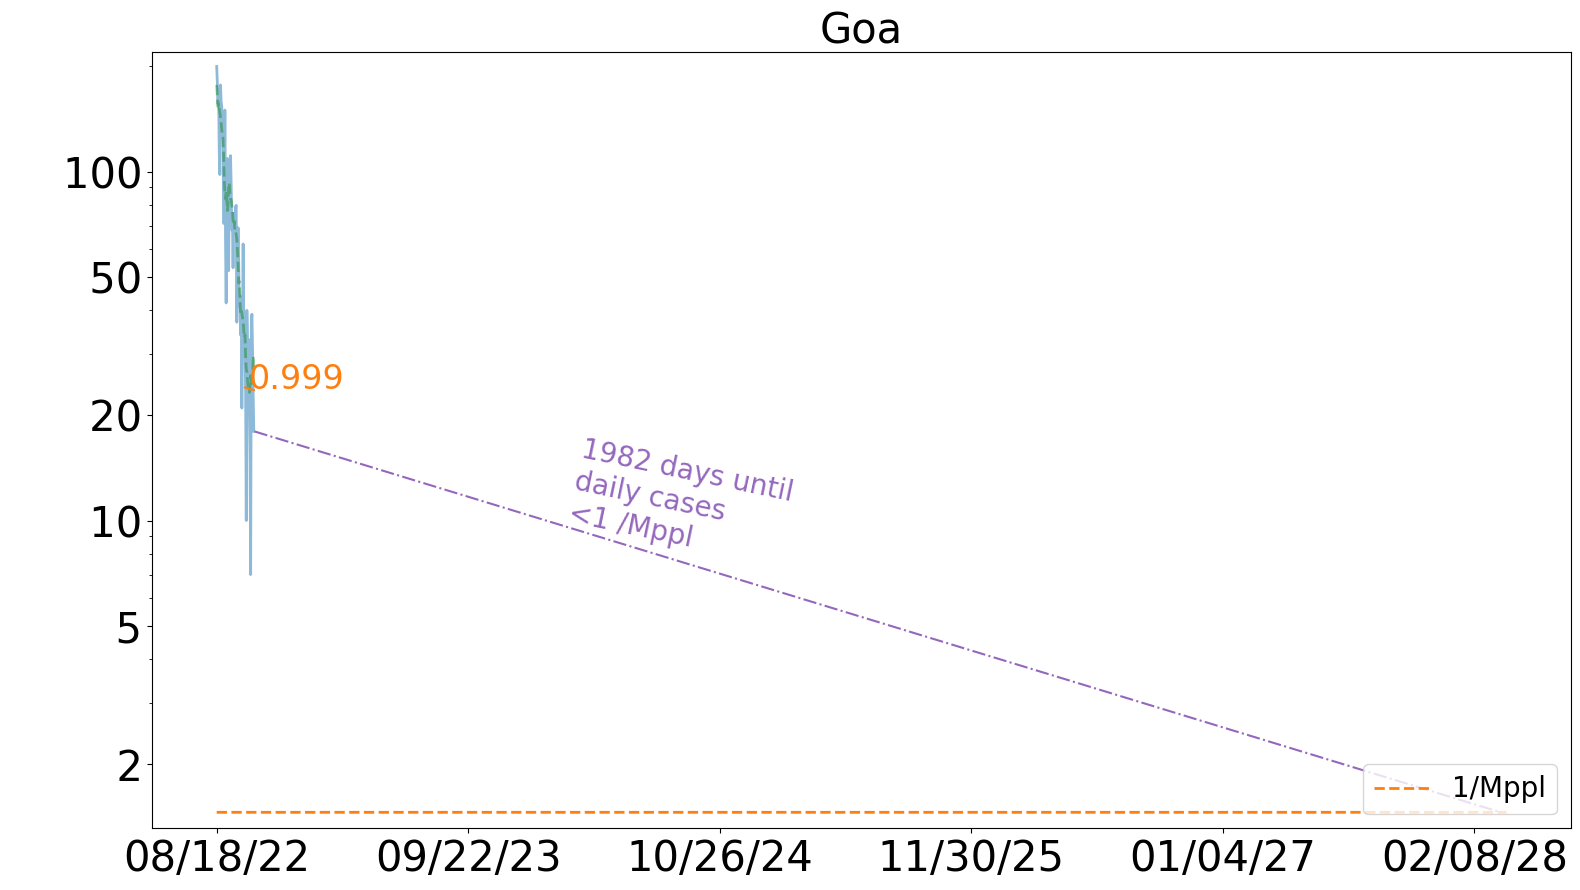 Goa
100
50
20
10
5
2
0.999
1982 days until
daily cases
<1 /Mppl
1/Mppl
08/18/22
09/22/23
10/26/24
11/30/25
01/04/27
02/08/28